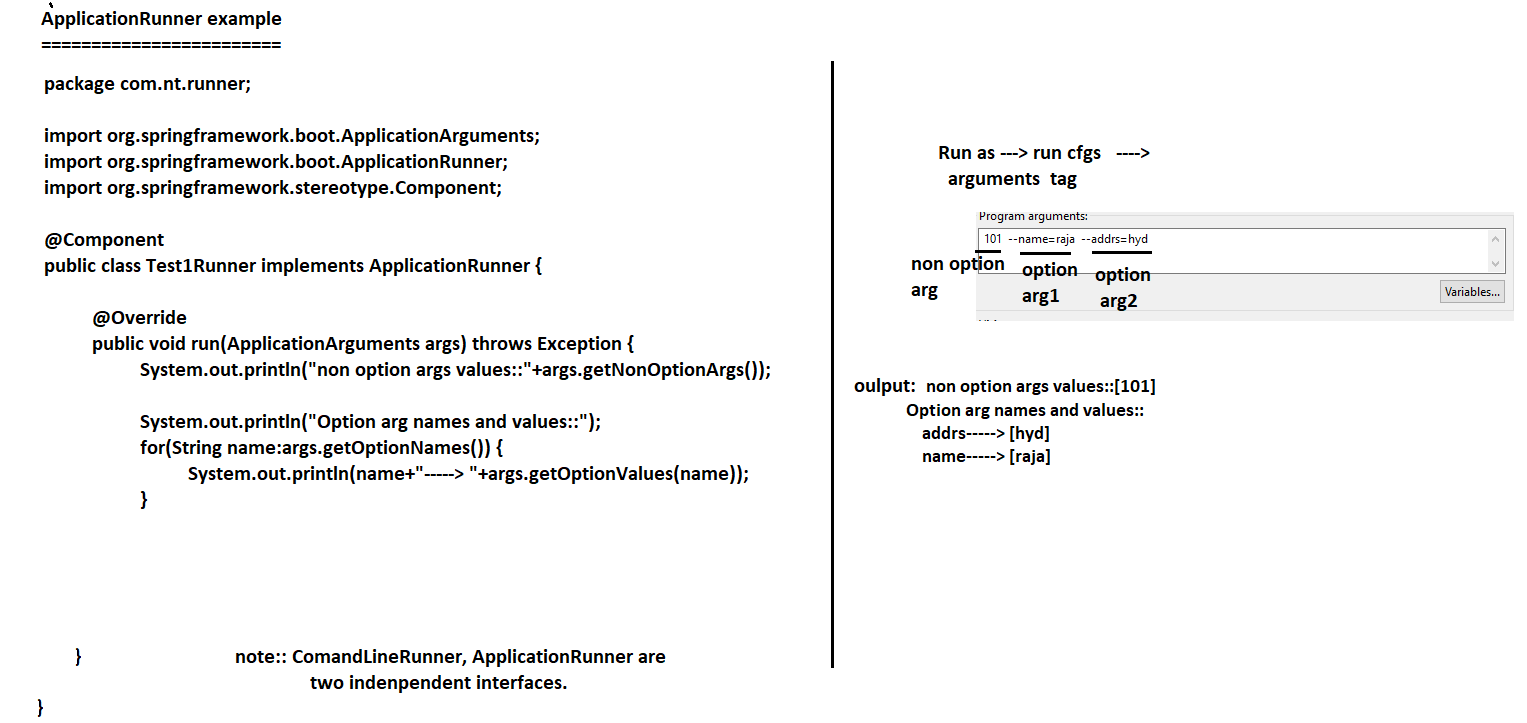 ApplicationRunner example
=========================
package com.nt.runner;
import org.springframework.boot.ApplicationArguments;
import org.springframework.boot.ApplicationRunner;
import org.springframework.stereotype.Component;
@Component
public class Test1Runner implements ApplicationRunner {
@Override
public void run(ApplicationArguments args) throws Exception {
System.out.println("non option args values::"+args.getNonOptionArgs());
System.out.println("Option arg names and values::");
for(String name:args.getOptionNames()) {
System.out.println(name+"-----> "+args.getOptionValues(name));
}
}
note:: ComandLineRunner, ApplicationRunner are
two indenpendent interfaces.
}
Run as ---> run cfgs ---->
arguments tag
Program arguments:
101 --name=raja --addrs=hyd
non option
arg
option
arg1
option
arg2
Variables...
oulput: non option args values::[101]
Option arg names and values::
addrs-----> [hyd]
name-----> [raja]